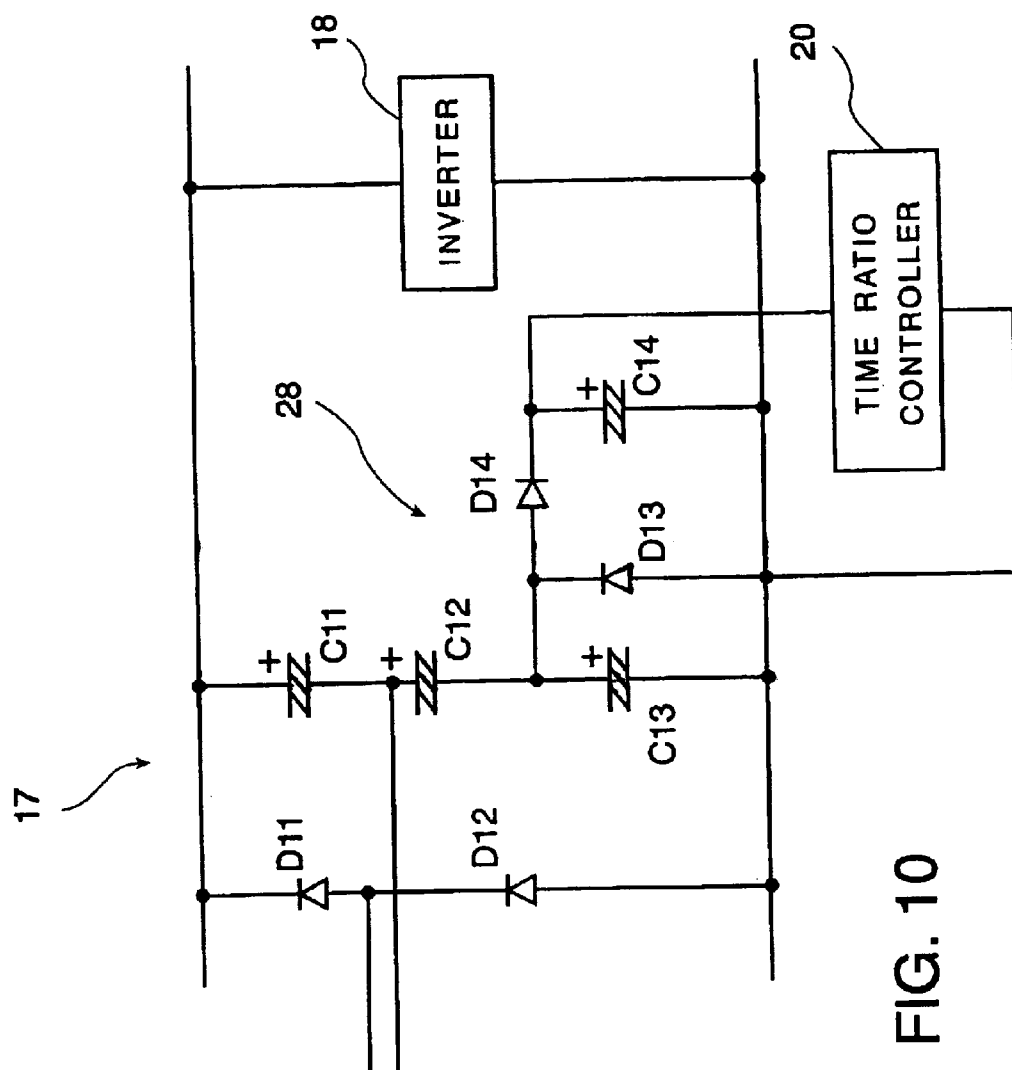 17
28
18
20
D11
D12
C11
+
C12
+
C13
+
D13
D14
C14
+
INVERTER
TIME RATIO
CONTROLLER
FIG. 10